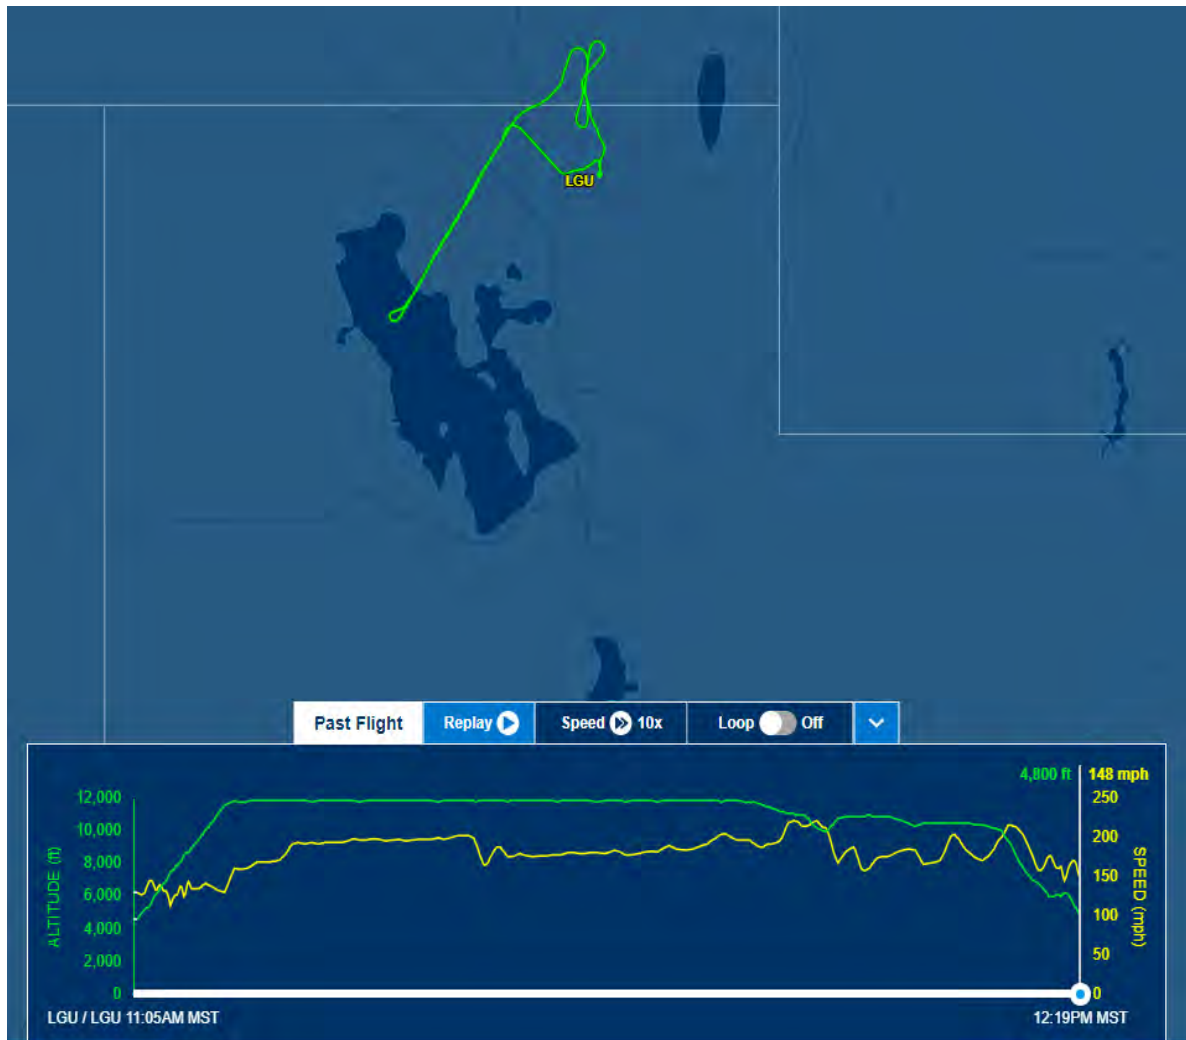 LGU
Past Flight
Replay
Speed 10x
Loop Off
4,800 ft 148 mph
12,000 250
10,000 200
8,000 150
6,000 100
4,000 50
2,000 0
0
ALTITUDE (ft)
SPEED (mph)
LGU / LGU 11:05AM MST 12:19PM MST